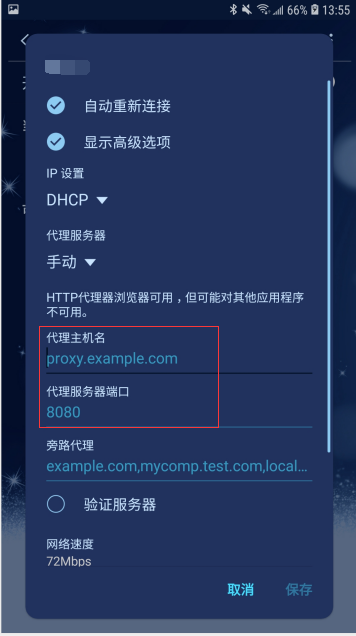 66% 13:55
自动重新连接
显示高级选项
IP 设置
DHCP
代理服务器
手动
HTTP代理器浏览器可用，但可能对其他应用程序
不可用。
代理主机名
proxy.example.com
代理服务器端口
8080
旁路代理
example.com,mycomp.test.com,local...
验证服务器
网络速度
72Mbps
取消 保存